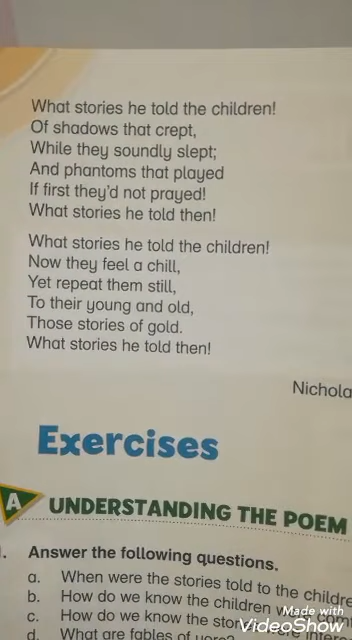 What stories he told the children!
Of shadows that crept,
While they soundly slept;
And phantoms that played
If first they'd not prayed!
What stories he told then!
What stories he told the children!
Now they feel a chill,
Yet repeat them still,
To their young and old,
Those stories of gold.
What stories he told then!
Nichola
Exercises
A UNDERSTANDING THE POEM
Answer the following questions.
a. When were the stories told to the childre
b. How do we know the children
c. How do we know the stor
d. What are fables of
Made with
VideoShow